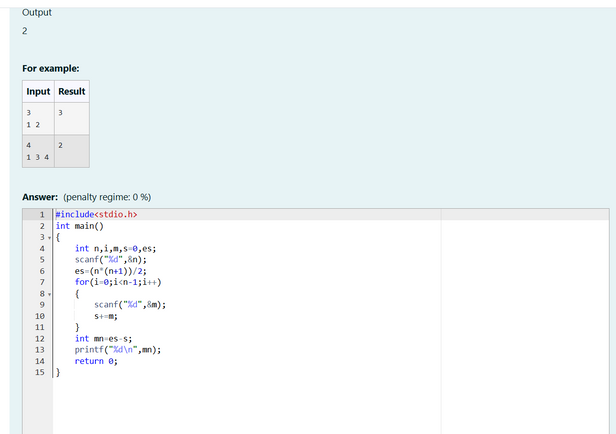 Output
2
For example:
Input Result
3 3
1 2
4 2
1 3 4
Answer: (penalty regime: 0 %)
1 #include<stdio.h>
2 int main()
3 {
4 int n,i,m,s=0,es;
5 scanf("%d",&n);
6 es=(n*(n+1))/2;
7 for(i=0;i<n-1;i++)
8 {
9 scanf("%d",&m);
10 s+=m;
11 }
12 int mn=es-s;
13 printf("%d\n",mn);
14 return 0;
15 }